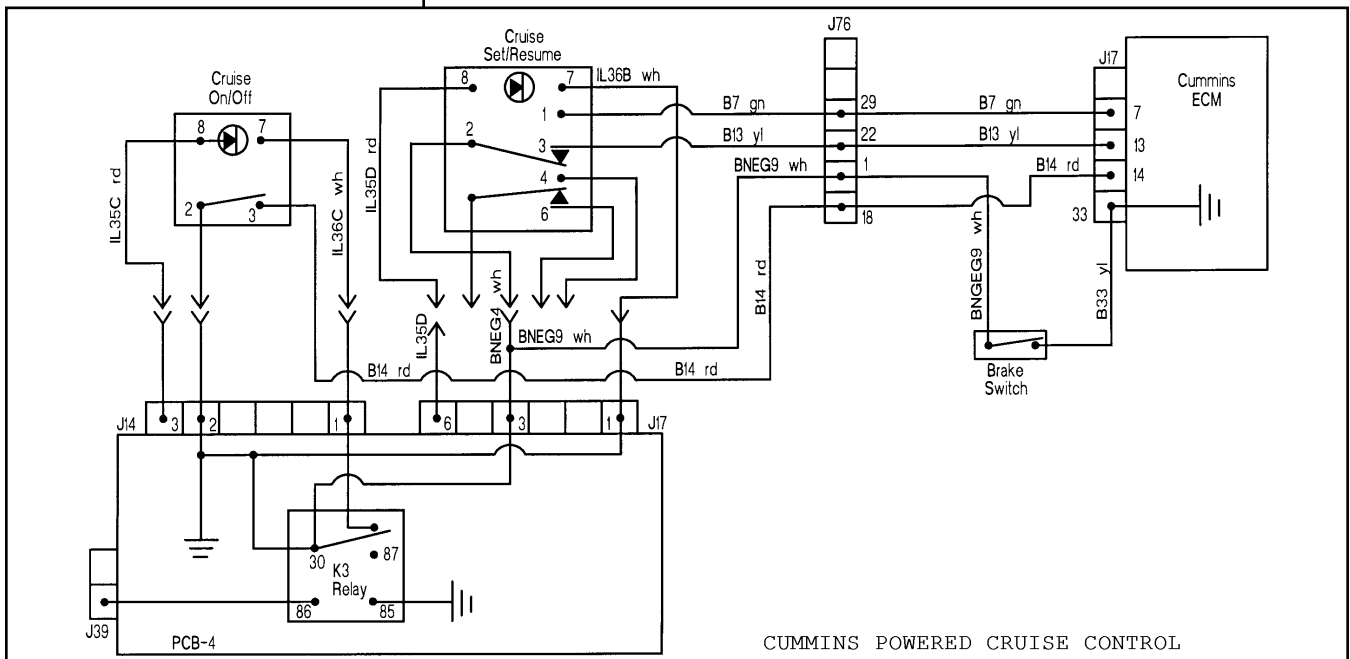 J76
Cruise
Set/Resume
Cruise
On/Off
J17
Cummins
ECM
8
7
IL36B wh
8
7
1
B7 gn
29
B7 gn
7
2
3
B13 yl
22
B13 yl
13
4
BNEG9 wh
1
B14 rd
14
6
18
33
2
3
IL35C rd
IL36C wh
IL35D rd
BNEG4 wh
IL35D
B14 rd
BNGEG9 wh
B33 yl
BNEG9 wh
B14 rd
B14 rd
Brake
Switch
J14
3
2
1
6
3
1
J17
30
87
K3
Relay
86
85
J39
PCB-4
CUMMINS POWERED CRUISE CONTROL